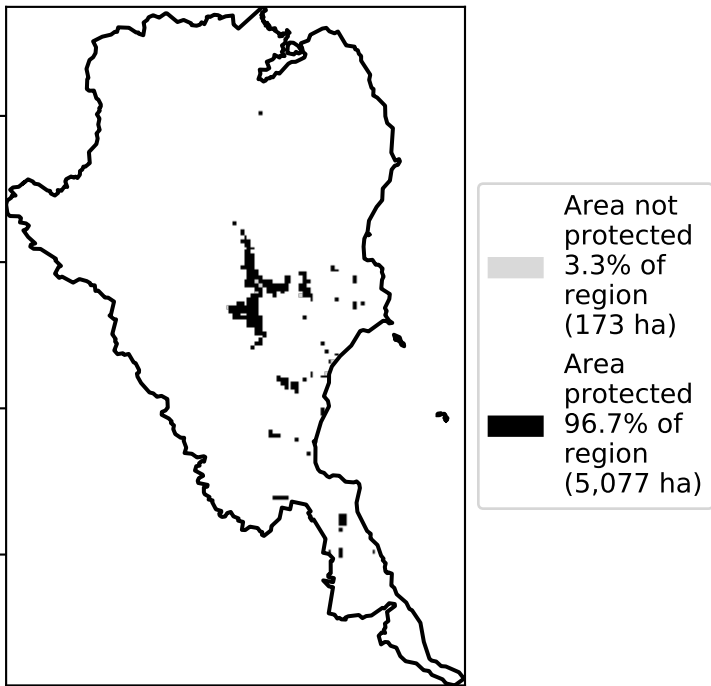 Area not
protected
3.3% of
region
(173 ha)
Area
protected
96.7% of
region
(5,077 ha)